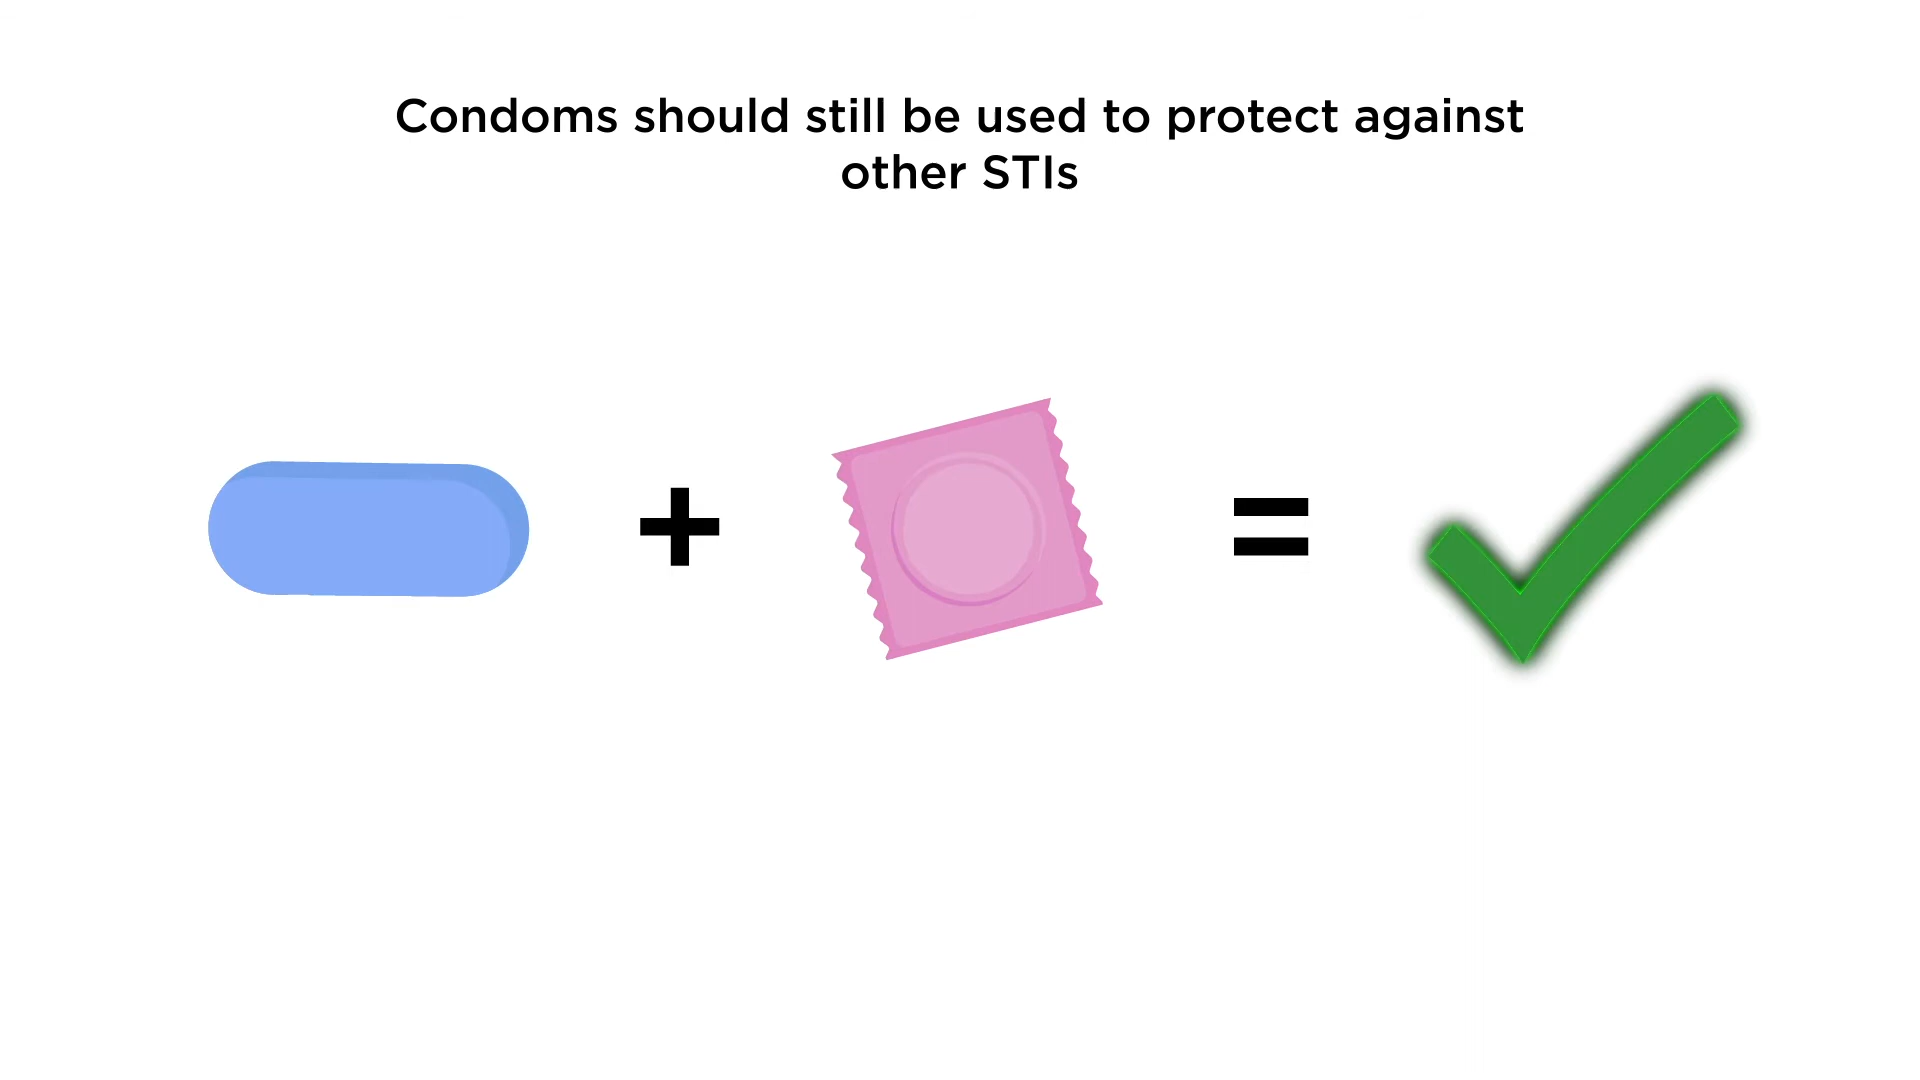 Condoms should still be used to protect against
other STIs
+
=